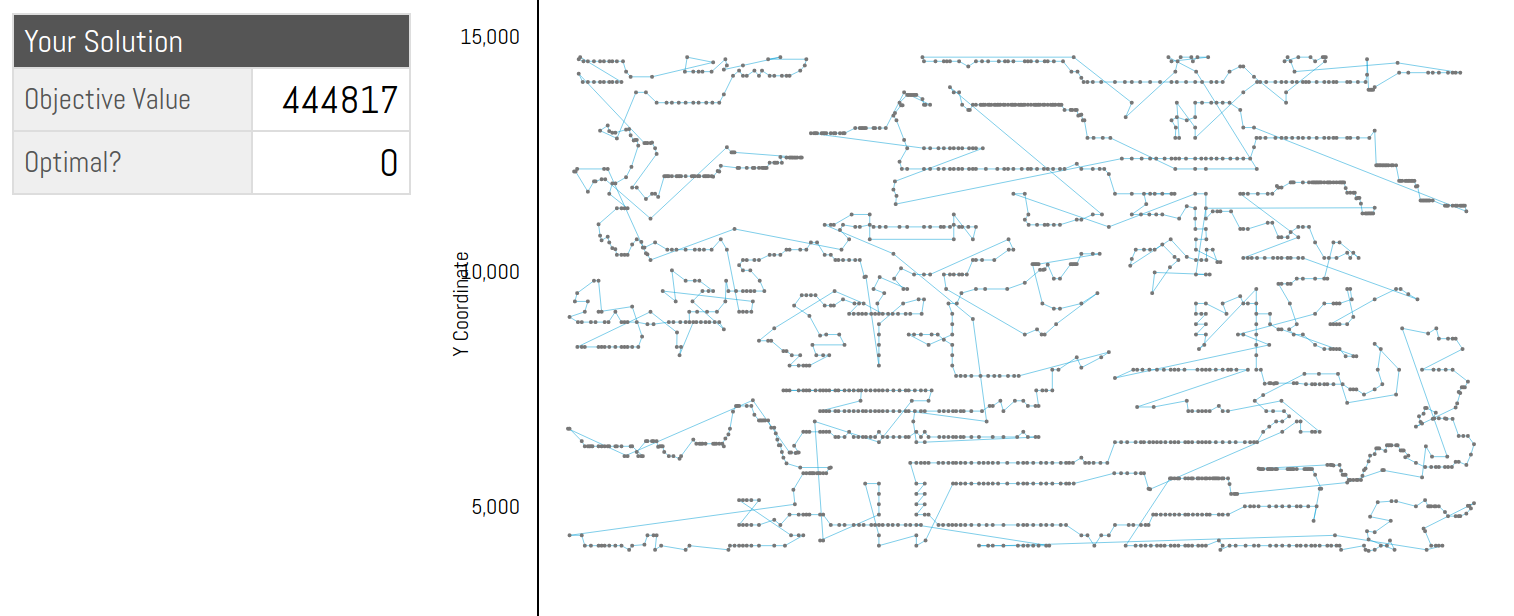 Your Solution
Objective Value 444817
Optimal? 0
15,000
10,000
5,000
Y Coordinate